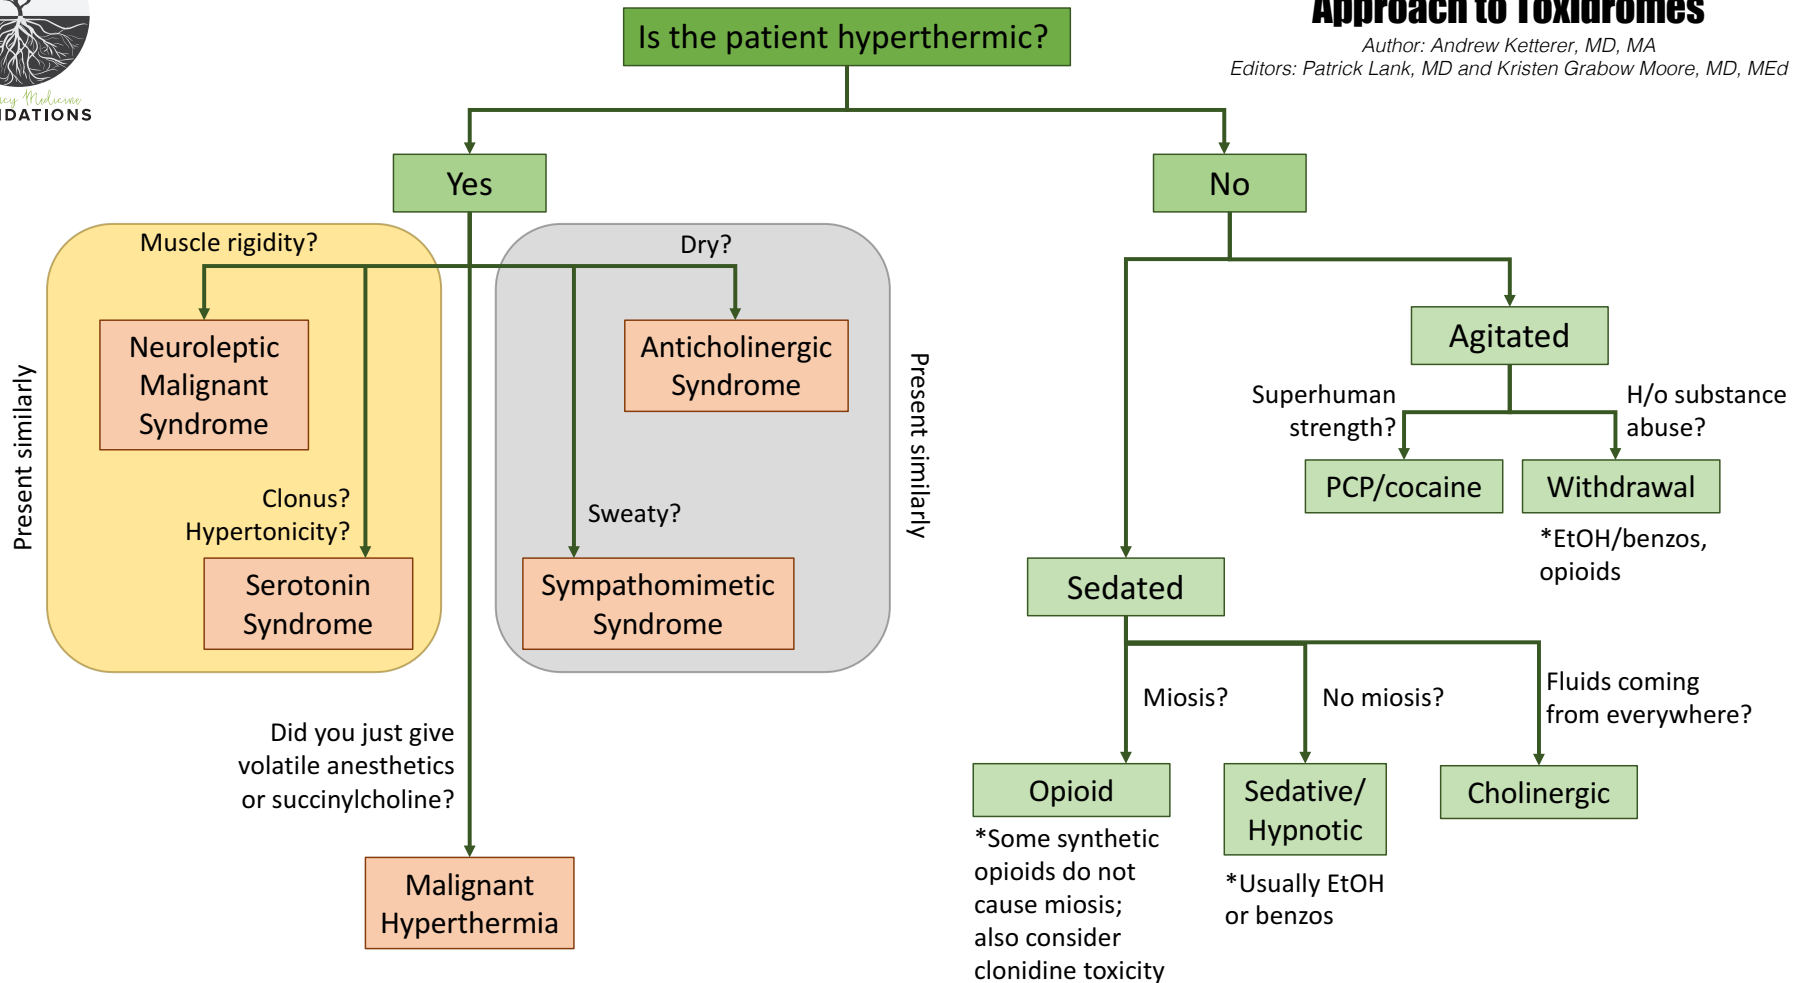 Is the patient hyperthermic?
Approach to Toxidromes
Author: Andrew Ketterer, MD, MA
Editors: Patrick Lank, MD and Kristen Grabow Moore, MD, MEd
Yes
No
Muscle rigidity?
Dry?
Neuroleptic
Malignant
Syndrome
Anticholinergic
Syndrome
Present similarly
Present similarly
Clonus?
Hypertonicity?
Sweaty?
Serotonin
Syndrome
Sympathomimetic
Syndrome
Did you just give
volatile anesthetics
or succinylcholine?
Malignant
Hyperthermia
Agitated
Superhuman
strength?
H/o substance
abuse?
PCP/cocaine
Withdrawal
*EtOH/benzos,
opioids
Sedated
Miosis?
No miosis?
Fluids coming
from everywhere?
Opioid
Sedative/
Hypnotic
Cholinergic
*Some synthetic
opioids do not
cause miosis;
also consider
clonidine toxicity
*Usually EtOH
or benzos
Medicine